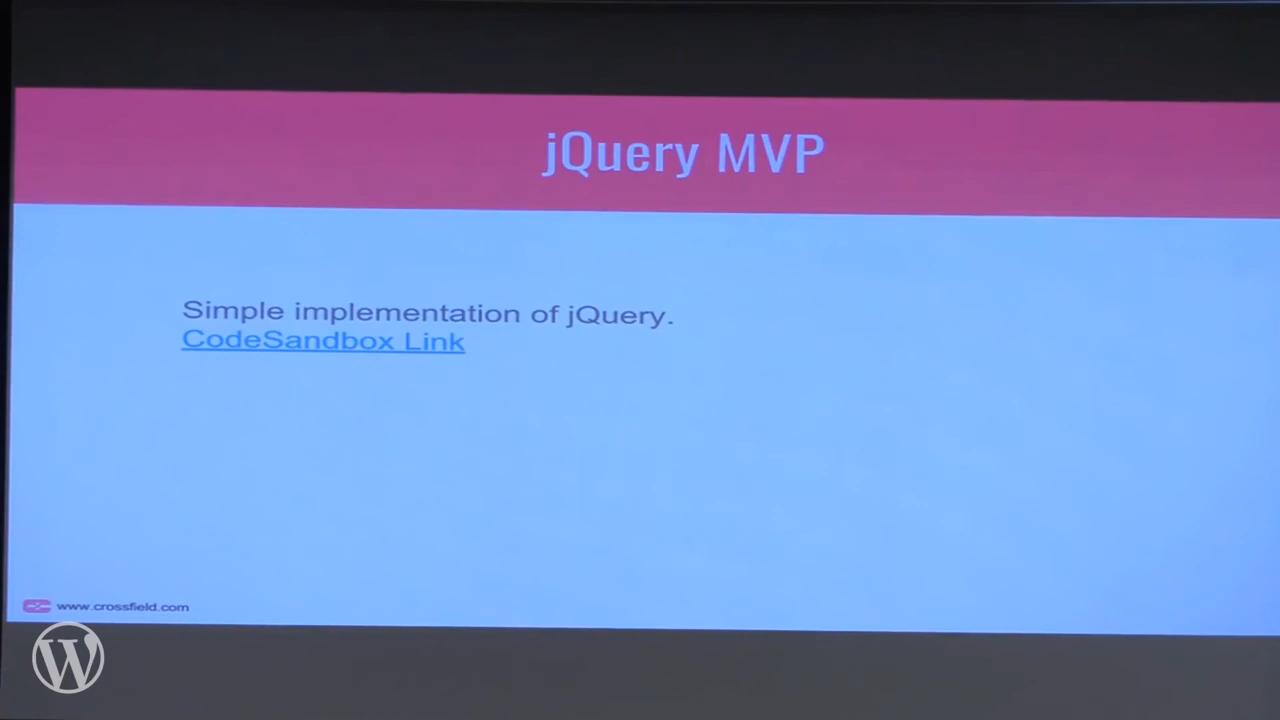 jQuery MVP
Simple implementation of jQuery.
CodeSandbox Link
www.crossfield.com